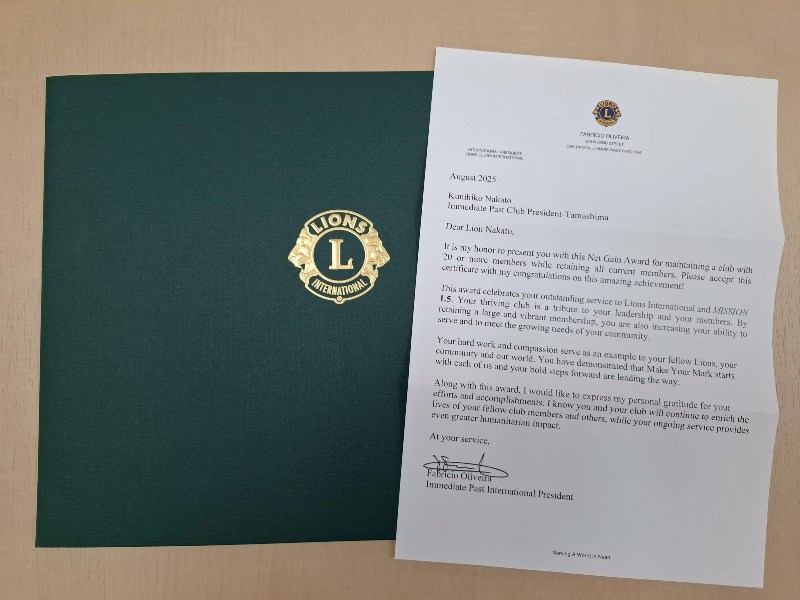 LIONS
L
INTERNATIONAL
L
FABRÍCIO OLIVEIRA
INTERNATIONAL PRESIDENT
LIONS CLUBS INTERNATIONAL
August 2025
Kunihiko Nakato
Immediate Past Club President-Tamashima
Dear Lion Nakato,
It is my honor to present you with this Net Gain Award for maintaining a club with
20 or more members while retaining all current members. Please accept this
certificate with my congratulations on this amazing achievement!
This award celebrates your outstanding service to Lions International and MISSION
1.5. Your thriving club is a tribute to your leadership and your members. By
retaining a large and vibrant membership, you are also increasing your ability to
serve and to meet the growing needs of your community.
Your hard work and compassion serve as an example to your fellow Lions, your
community and our world. You have demonstrated that Make Your Mark starts
with each of us and your bold steps forward are leading the way.
Along with this award, I would like to express my personal gratitude for your
efforts and accomplishments. I know you and your club will continue to enrich the
lives of your fellow club members and others, while your ongoing service provides
even greater humanitarian impact.
At your service,
Fabrício Oliveira
Immediate Past International President
Serving A World in Need